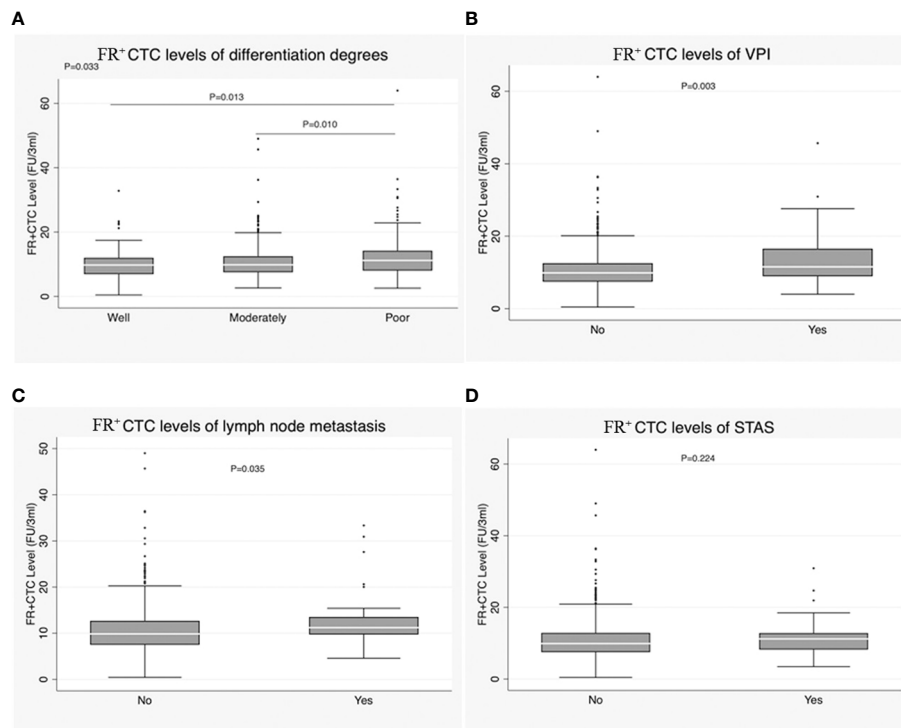 A
FR+ CTC levels of differentiation degrees
P=0.033
P=0.013
P=0.010
FR+CTC Level (FU/3ml)
60
40
20
0
Well Moderately Poor
B
FR+ CTC levels of VPI
P=0.003
FR+CTC Level (FU/3ml)
60
40
20
0
No Yes
C
FR+ CTC levels of lymph node metastasis
P=0.035
FR+CTC Level (FU/3ml)
50
40
30
20
10
0
No Yes
D
FR+ CTC levels of STAS
P=0.224
FR+CTC Level (FU/3ml)
60
40
20
0
No Yes